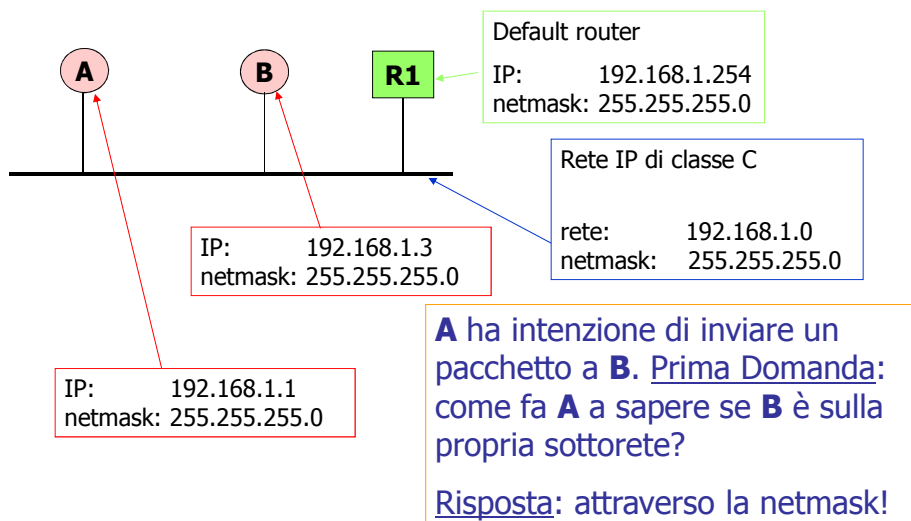 A
B
R1
Default router
IP: 192.168.1.254
netmask: 255.255.255.0
Rete IP di classe C
rete: 192.168.1.0
netmask: 255.255.255.0
IP: 192.168.1.3
netmask: 255.255.255.0
IP: 192.168.1.1
netmask: 255.255.255.0
A ha intenzione di inviare un
pacchetto a B. Prima Domanda:
come fa A a sapere se B è sulla
propria sottorete?
Risposta: attraverso la netmask!